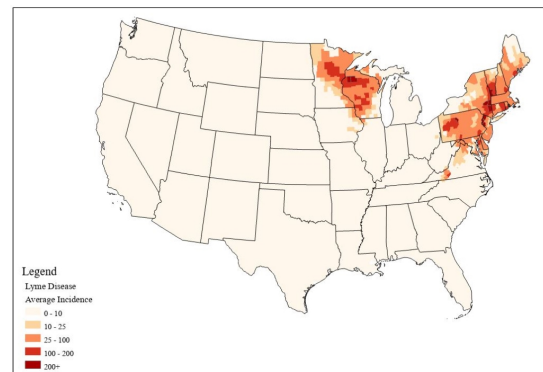 Legend
Lyme Disease
Average Incidence
0 - 10
10 - 25
25 - 100
100 - 200
200+